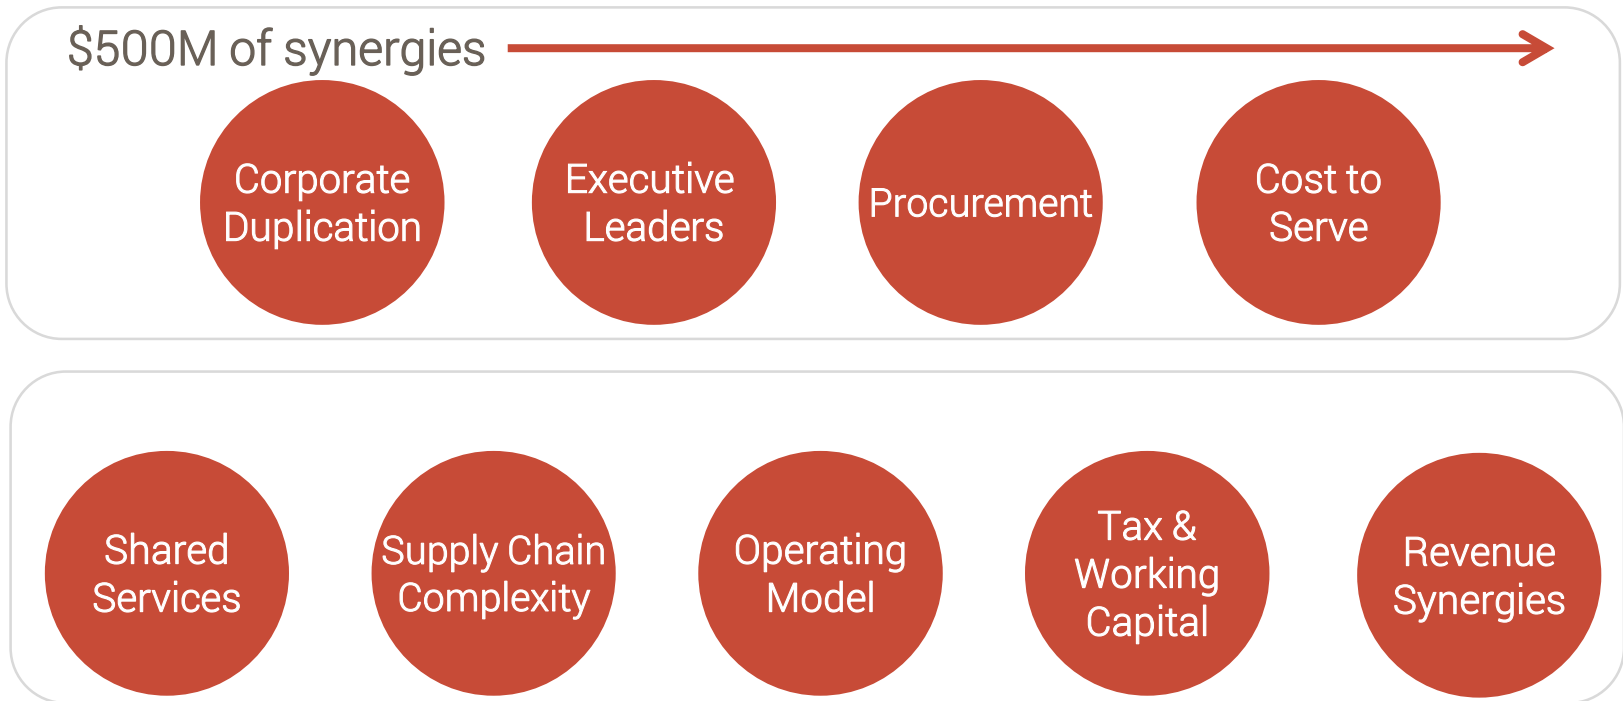 $500M of synergies
Corporate
Duplication
Executive
Leaders
Procurement
Cost to
Serve
Shared
Services
Supply Chain
Complexity
Operating
Model
Tax &
Working
Capital
Revenue
Synergies